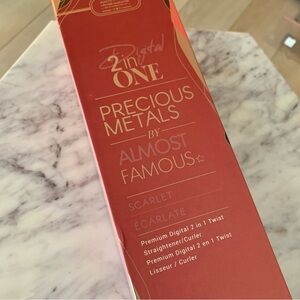 Digital
2 in
ONE
PRECIOUS
METALS
BY
ALMOST
FAMOUS☆
SCARLET
ÉCARLATE
Premium Digital 2 in 1 Twist
Straightener/Curler
Premium Digital 2 en 1 Twist
Lisseur / Curler